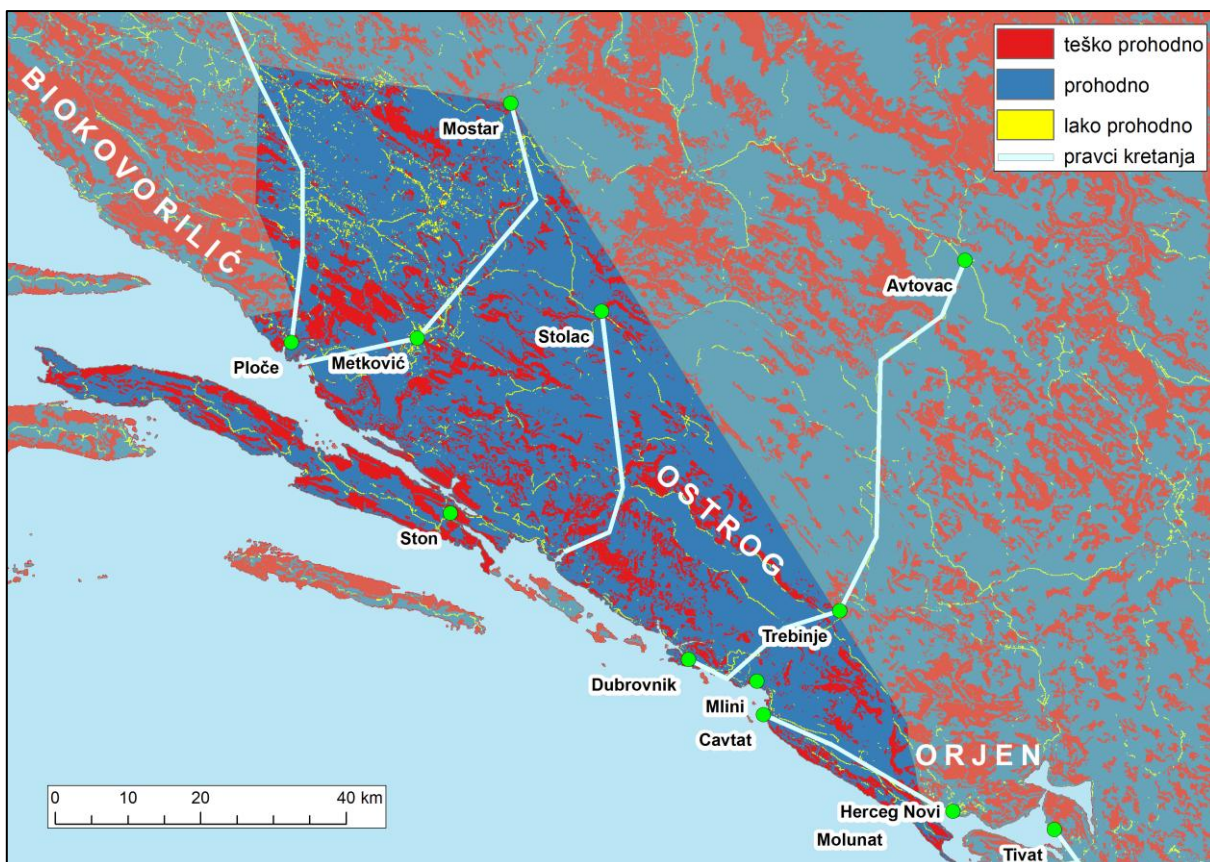 teško prohodno
prohodno
lako prohodno
pravci kretanja
BIOKOVORILIĆ
Mostar
Avtovac
Stolac
Ploče
Metković
OSTROG
Ston
Trebinje
Dubrovnik
Mlini
Cavtat
ORJEN
Herceg Novi
Molunat
Tivat
0 10 20 40 km